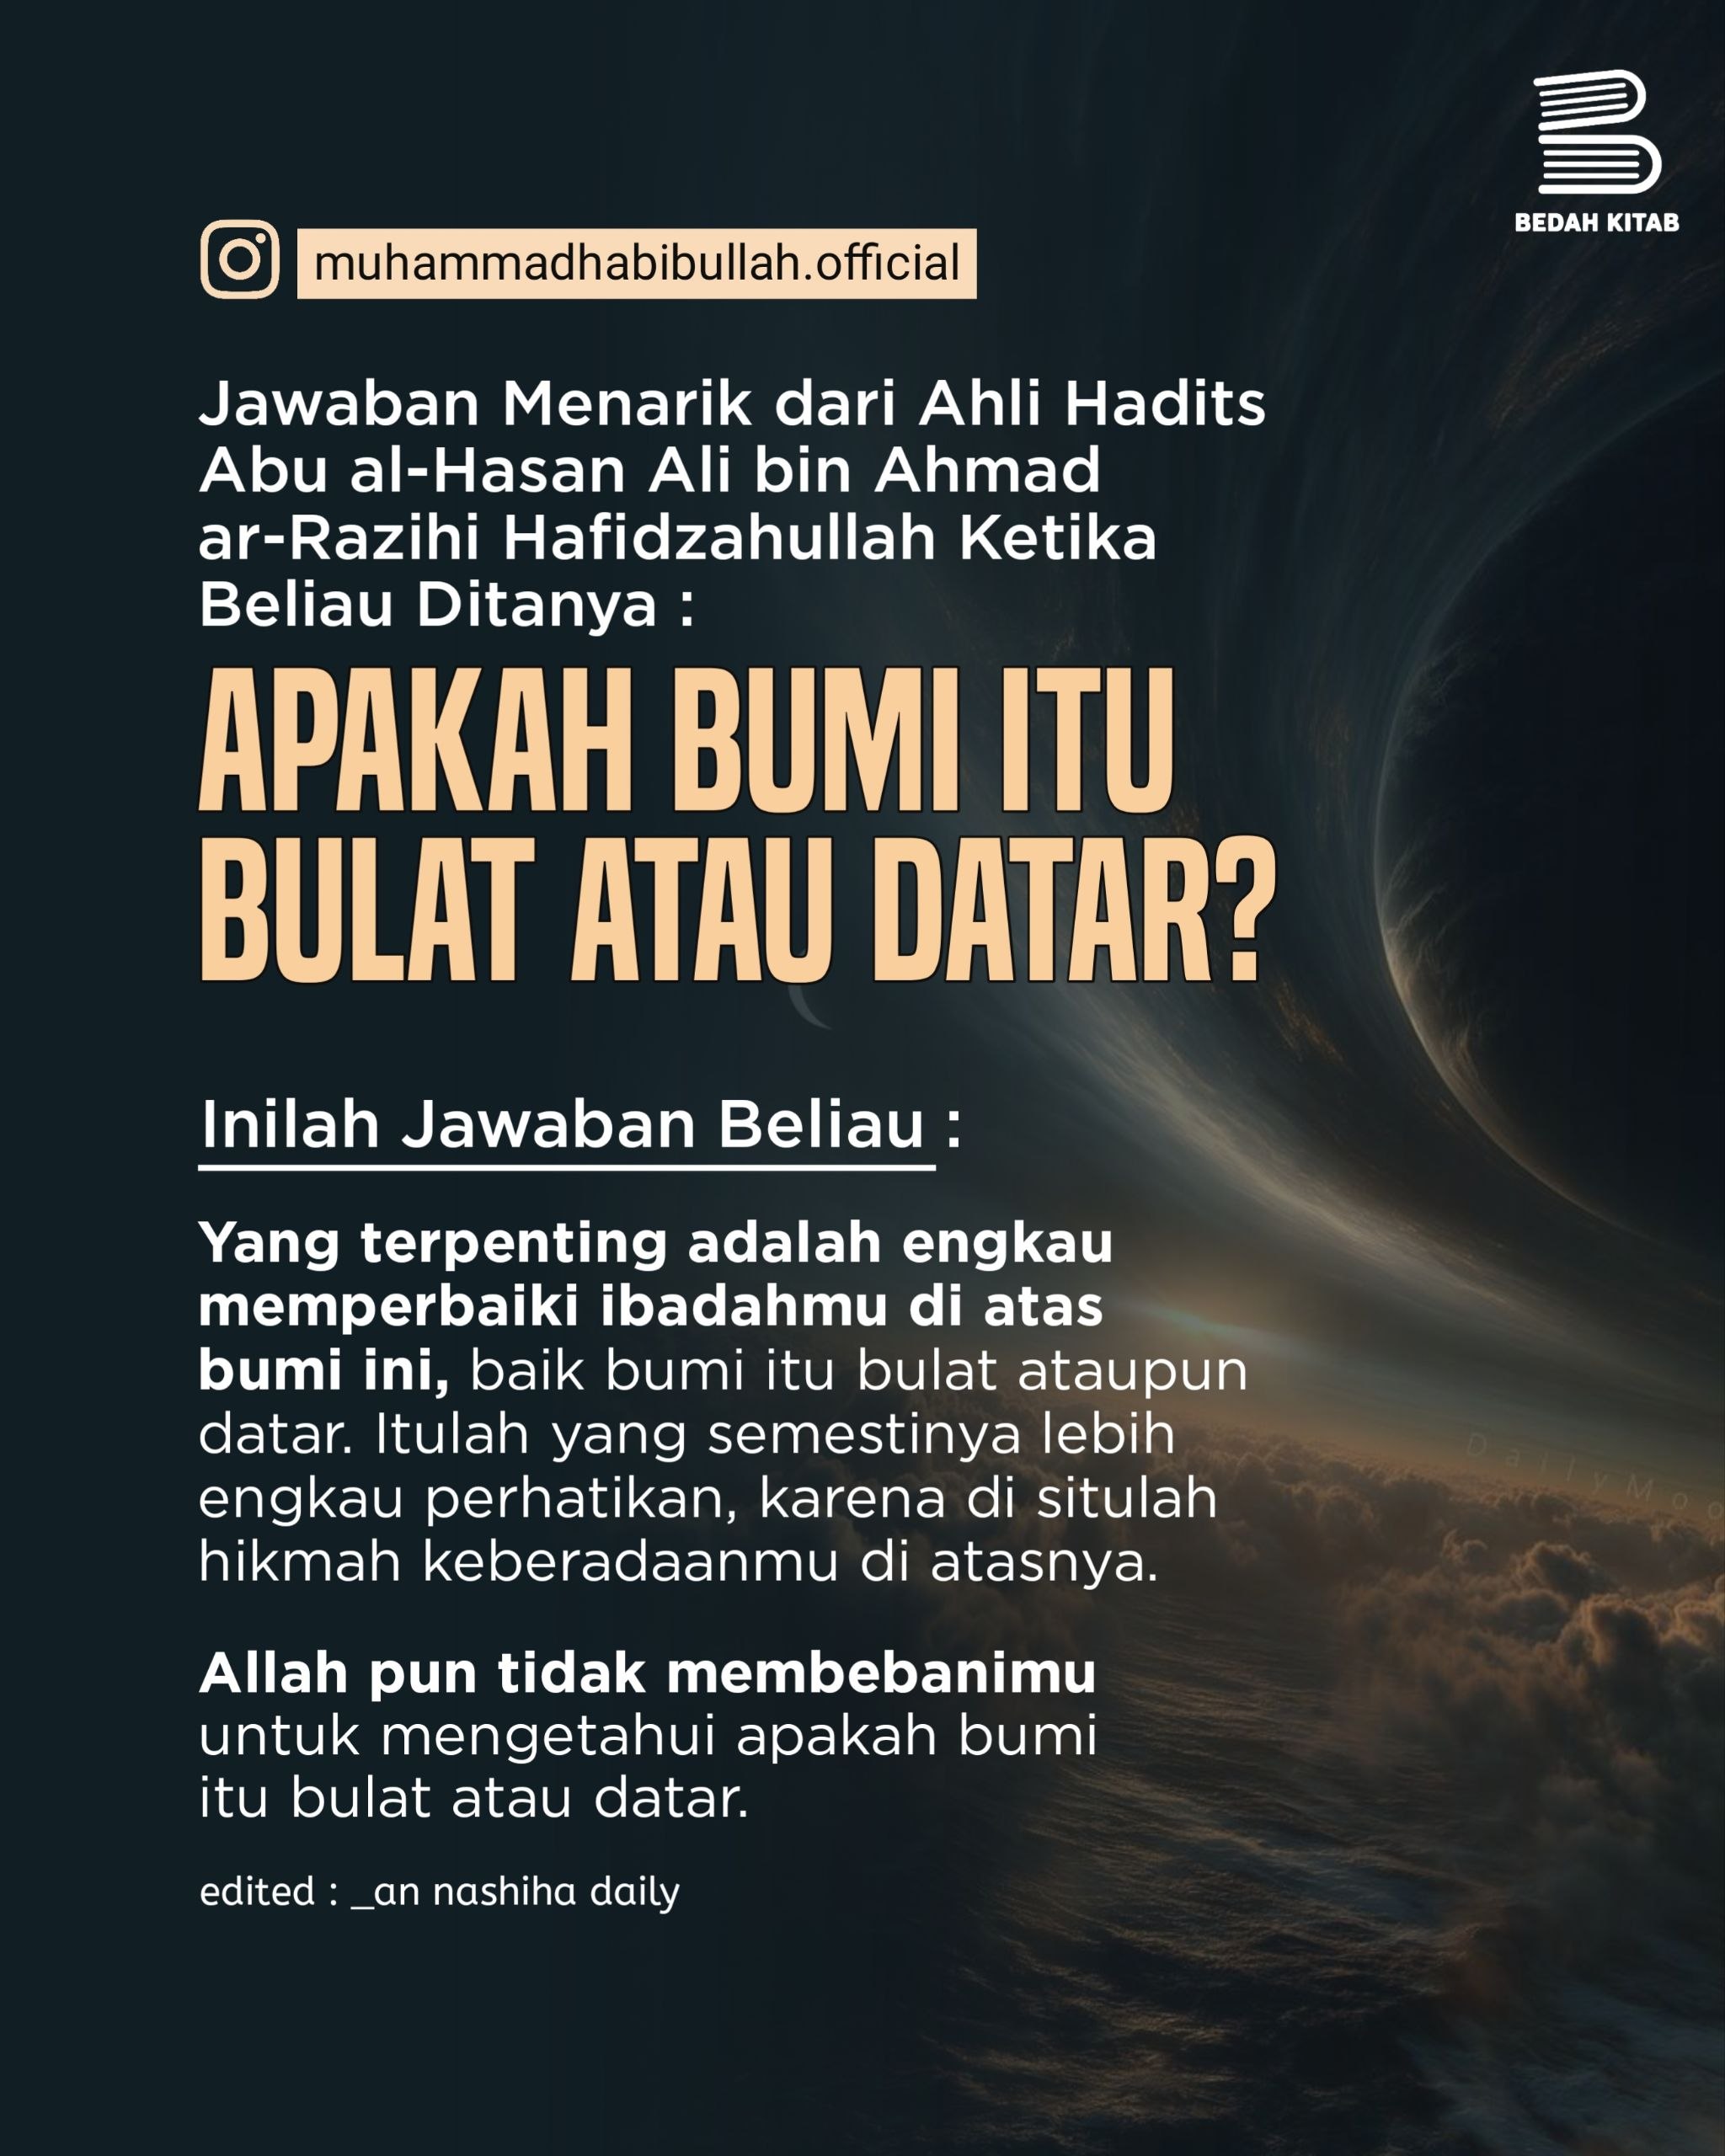 BEDAH KITAB
muhammadhabibullah.official
Jawaban Menarik dari Ahli Hadits
Abu al-Hasan Ali bin Ahmad
ar-Razihi Hafidzahullah Ketika
Beliau Ditanya :
APAKAH BUMI ITU
BULAT ATAU DATAR?
Inilah Jawaban Beliau :
Yang terpenting adalah engkau
memperbaiki ibadahmu di atas
bumi ini, baik bumi itu bulat ataupun
datar. Itulah yang semestinya lebih
engkau perhatikan, karena di situlah
hikmah keberadaanmu di atasnya.
Allah pun tidak membebanimu
untuk mengetahui apakah bumi
itu bulat atau datar.
edited : _an nashiha daily